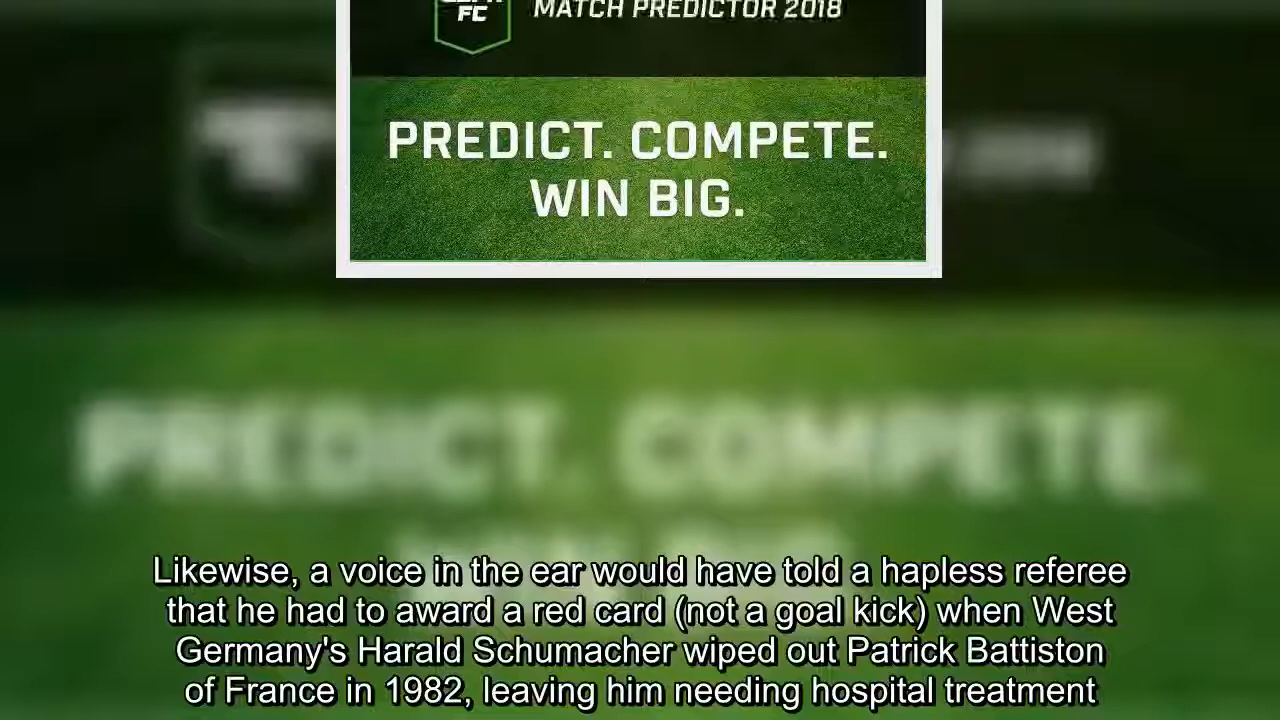 FC
MATCH PREDICTOR 2018
PREDICT. COMPETE.
WIN BIG.
PREDICT. COMPETE.
Likewise, a voice in the ear would have told a hapless referee
that he had to award a red card (not a goal kick) when West
Germany's Harald Schumacher wiped out Patrick Battiston
of France in 1982, leaving him needing hospital treatment